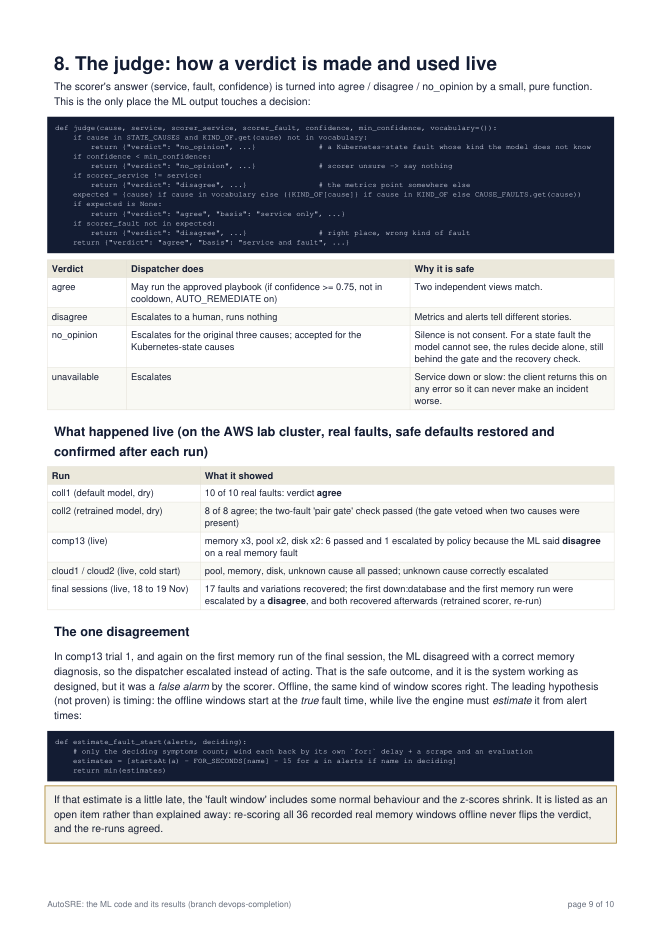 8. The judge: how a verdict is made and used live
The scorer's answer (service, fault, confidence) is turned into agree / disagree / no_opinion by a small, pure function.
This is the only place the ML output touches a decision:
def judge(cause, service, scorer_service, scorer_fault, confidence, min_confidence, vocabulary=()):
    if cause in STATE_CAUSES and KIND_OF.get(cause) not in vocabulary:
        return {"verdict": "no_opinion", ...}             # a Kubernetes-state fault whose kind the model does not know
    if confidence < min_confidence:
        return {"verdict": "no_opinion", ...}             # scorer unsure -> say nothing
    if scorer_service != service:
        return {"verdict": "disagree", ...}               # the metrics point somewhere else
    expected = (cause) if cause in vocabulary else ((KIND_OF[cause]) if cause in KIND_OF else CAUSE_FAULTS.get(cause))
    if expected is None:
        return {"verdict": "agree", "basis": "service only", ...}
    if scorer_fault not in expected:
        return {"verdict": "disagree", ...}               # right place, wrong kind of fault
    return {"verdict": "agree", "basis": "service and fault", ...}
Verdict Dispatcher does Why it is safe
agree May run the approved playbook (if confidence >= 0.75, not in Two independent views match.
cooldown, AUTO_REMEDIATE on)
disagree Escalates to a human, runs nothing Metrics and alerts tell different stories.
no_opinion Escalates for the original three causes; accepted for the Silence is not consent. For a state fault the
Kubernetes-state causes model cannot see, the rules decide alone, still
behind the gate and the recovery check.
unavailable Escalates Service down or slow: the client returns this on
any error so it can never make an incident
worse.
What happened live (on the AWS lab cluster, real faults, safe defaults restored and
confirmed after each run)
Run What it showed
coll1 (default model, dry) 10 of 10 real faults: verdict agree
coll2 (retrained model, dry) 8 of 8 agree; the two-fault 'pair gate' check passed (the gate vetoed when two causes were
present)
comp13 (live) memory x3, pool x2, disk x2: 6 passed and 1 escalated by policy because the ML said disagree
on a real memory fault
cloud1 / cloud2 (live, cold start) pool, memory, disk, unknown cause all passed; unknown cause correctly escalated
final sessions (live, 18 to 19 Nov) 17 faults and variations recovered; the first down:database and the first memory run were
escalated by a disagree, and both recovered afterwards (retrained scorer, re-run)
The one disagreement
In comp13 trial 1, and again on the first memory run of the final session, the ML disagreed with a correct memory
diagnosis, so the dispatcher escalated instead of acting. That is the safe outcome, and it is the system working as
designed, but it was a false alarm by the scorer. Offline, the same kind of window scores right. The leading hypothesis
(not proven) is timing: the offline windows start at the true fault time, while live the engine must estimate it from alert
times:
def estimate_fault_start(alerts, deciding):
    # only the deciding symptoms count; wind each back by its own `for:` delay + a scrape and an evaluation
    estimates = [startsAt(a) - FOR_SECONDS[name] - 15 for a in alerts if name in deciding]
    return min(estimates)
If that estimate is a little late, the 'fault window' includes some normal behaviour and the z-scores shrink. It is listed as an
open item rather than explained away: re-scoring all 36 recorded real memory windows offline never flips the verdict,
and the re-runs agreed.
AutoSRE: the ML code and its results (branch devops-completion) page 9 of 10